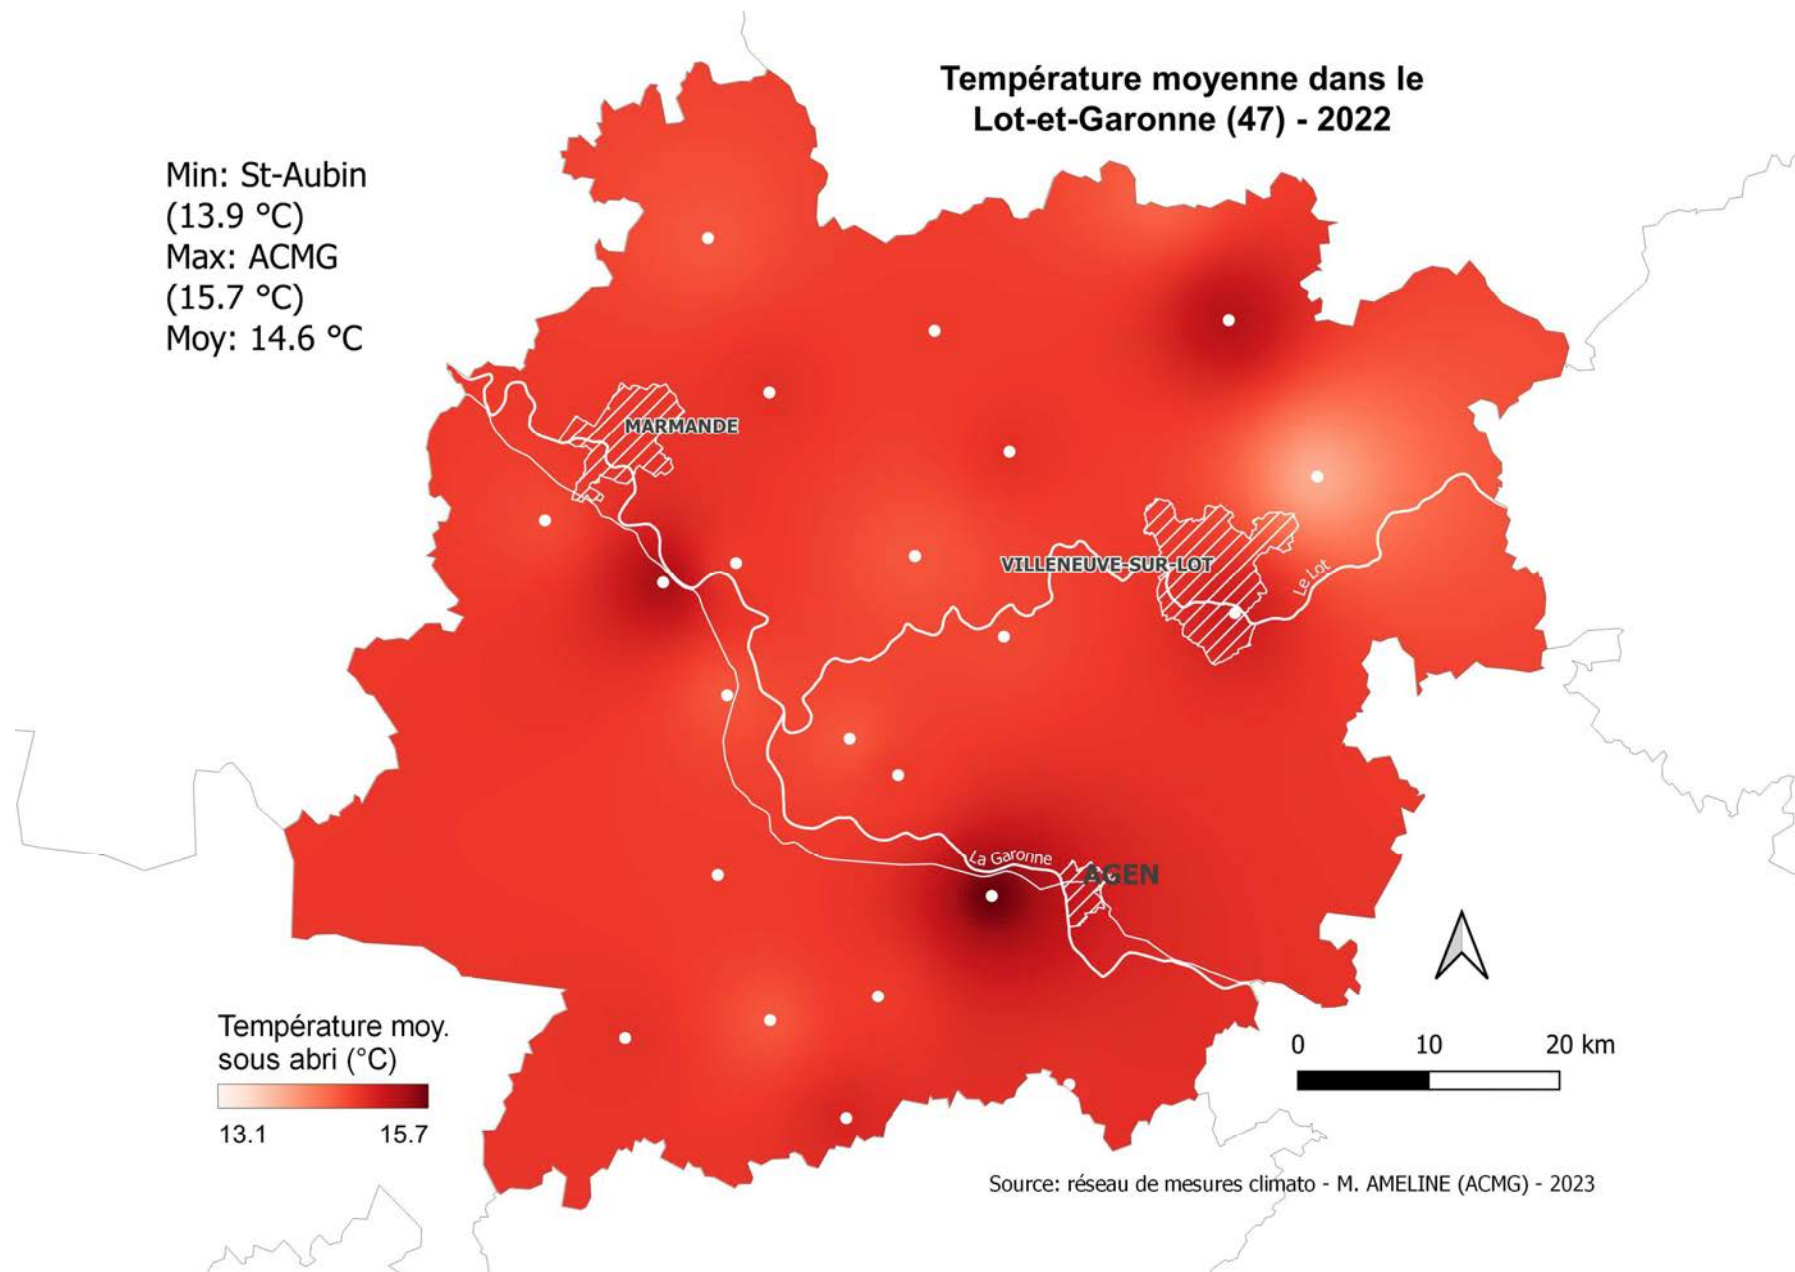 Température moyenne dans le
Lot-et-Garonne (47) - 2022
Min: St-Aubin
(13.9 °C)
Max: ACMG
(15.7 °C)
Moy: 14.6 °C
MARMANDE
VILLENEUVE-SUR-LOT
Le Lot
La Garonne
AGEN
Température moy.
sous abri (°C)
13.1 15.7
0 10 20 km
Source: réseau de mesures climato - M. AMELINE (ACMG) - 2023